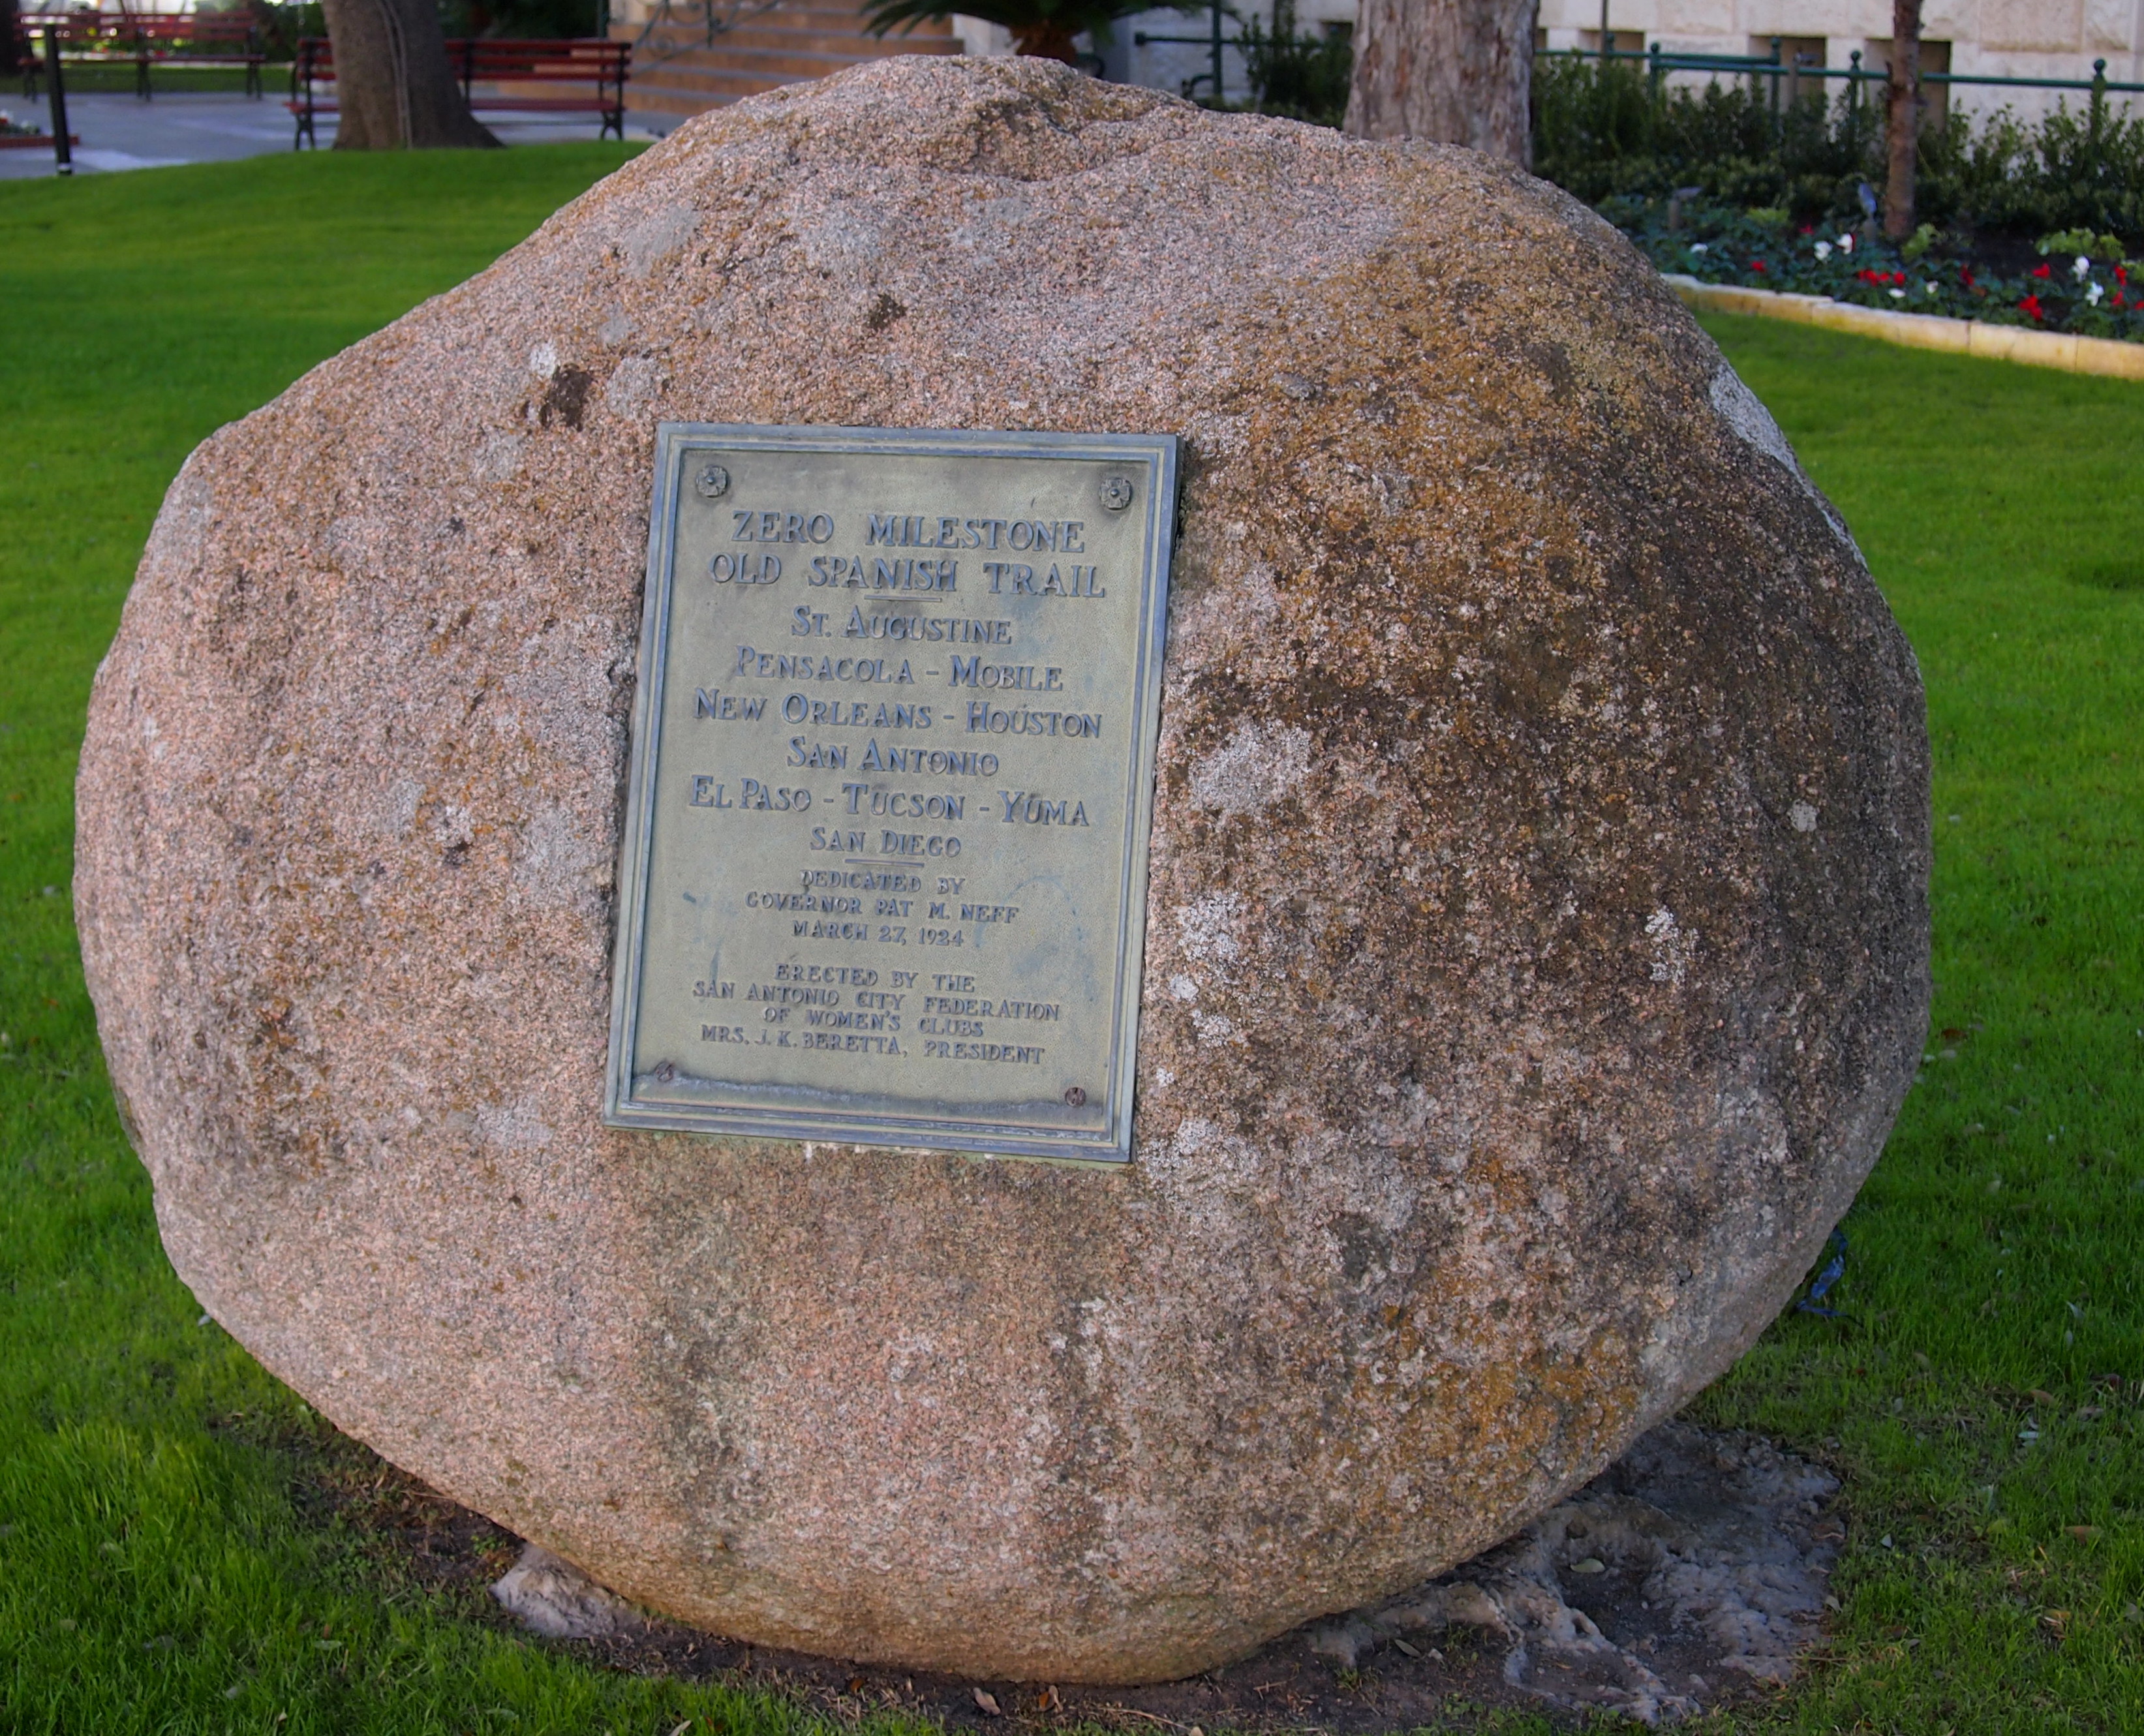 ZERO MILESTONE
OLD SPANISH TRAIL
ST. AUGUSTINE
PENSACOLA - MOBILE
NEW ORLEANS - HOUSTON
SAN ANTONIO
EL PASO - TUCSON - YUMA
SAN DIEGO
DEDICATED BY
GOVERNOR PAT M. NEFF
MARCH 27, 1924
ERECTED BY THE
SAN ANTONIO CITY FEDERATION
OF WOMEN'S CLUBS
MRS. J. K. BERETTA, PRESIDENT